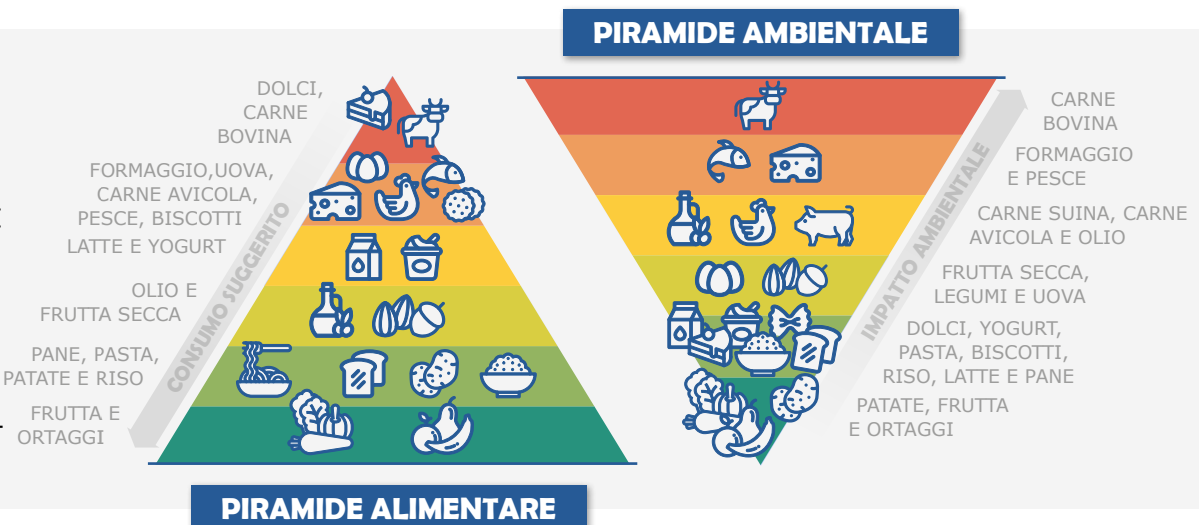 PIRAMIDE AMBIENTALE
DOLCI,
CARNE
BOVINA
FORMAGGIO,UOVA,
CARNE AVICOLA,
PESCE, BISCOTTI
LATTE E YOGURT
OLIO E
FRUTTA SECCA
PANE, PASTA,
PATATE E RISO
FRUTTA E
ORTAGGI
CONSUMO SUGGERITO
CARNE
BOVINA
FORMAGGIO
E PESCE
CARNE SUINA, CARNE
AVICOLA E OLIO
FRUTTA SECCA,
LEGUMI E UOVA
DOLCI, YOGURT,
PASTA, BISCOTTI,
RISO, LATTE E PANE
PATATE, FRUTTA
E ORTAGGI
IMPATTO AMBIENTALE
PIRAMIDE ALIMENTARE